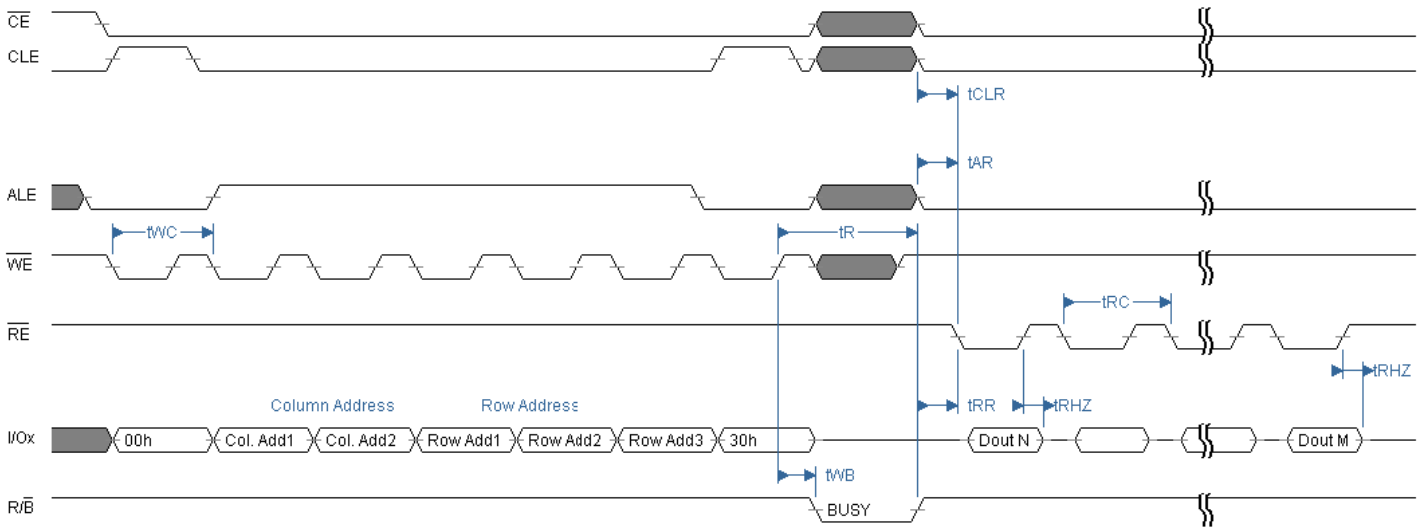 CE
CLE
tCLR
tAR
ALE
tWC
tR
WE
tRC
RE
tRHZ
Column Address Row Address
tRR tRHZ
I/Ox 00h Col. Add1 Col. Add2 Row Add1 Row Add2 Row Add3 30h Dout N Dout M
tWB
R/B BUSY